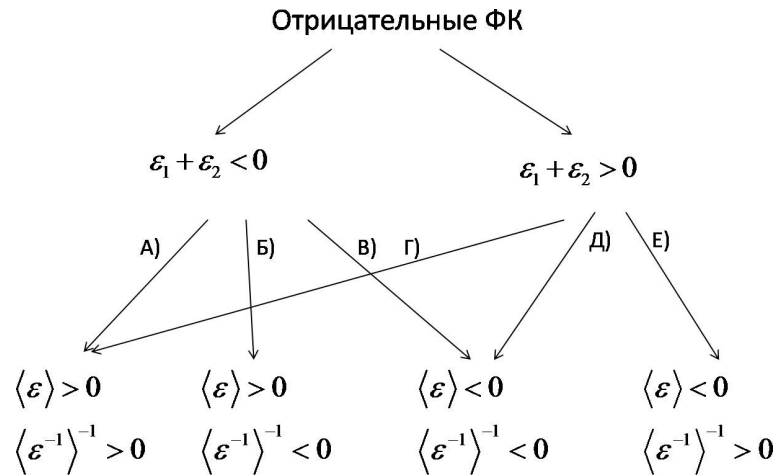 Отрицательные ФК
ε₁ + ε₂ < 0
ε₁ + ε₂ > 0
А)
Б)
В)
Г)
Д)
Е)
⟨ε⟩ > 0
⟨ε⁻¹⟩⁻¹ > 0
⟨ε⟩ > 0
⟨ε⁻¹⟩⁻¹ < 0
⟨ε⟩ < 0
⟨ε⁻¹⟩⁻¹ < 0
⟨ε⟩ < 0
⟨ε⁻¹⟩⁻¹ > 0